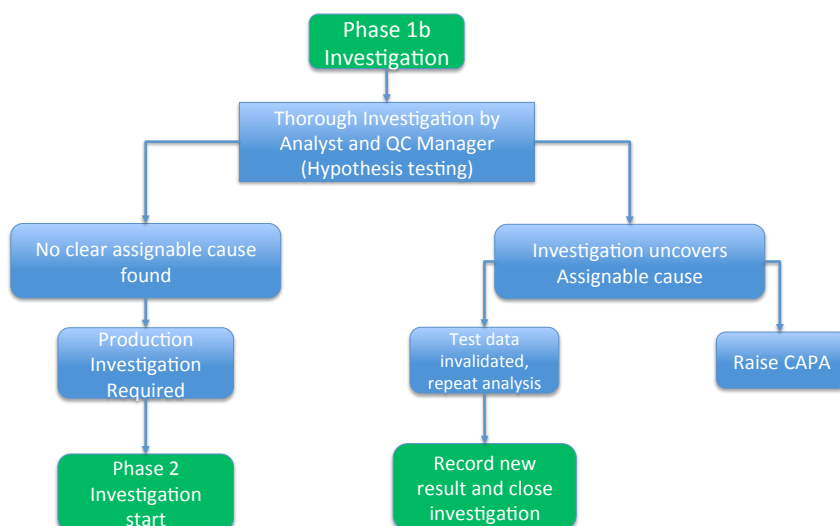 Phase 1b
Investigation
Thorough Investigation by
Analyst and QC Manager
(Hypothesis testing)
No clear assignable cause
found
Investigation uncovers
Assignable cause
Production
Investigation
Required
Test data
invalidated,
repeat analysis
Raise CAPA
Phase 2
Investigation
start
Record new
result and close
investigation